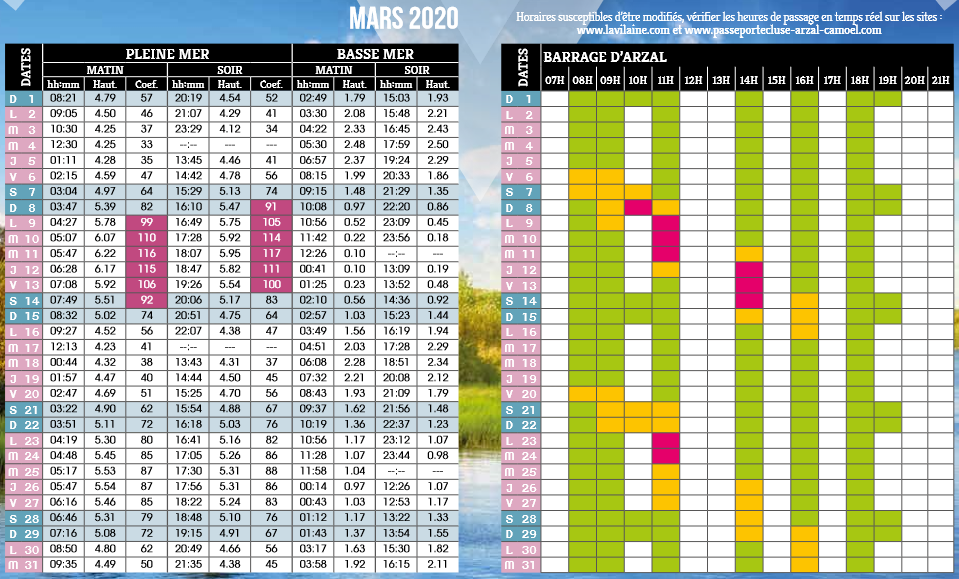 MARS 2020
Horaires susceptibles d'être modifiés, vérifier les heures de passage en temps réel sur les sites :
www.lavilaine.com et www.passeportecluse-arzal-camoel.com
DATES PLEINE MER BASSE MER DATES BARRAGE D'ARZAL
MATIN SOIR MATIN SOIR
hh:mm Haut. Coef. hh:mm Haut. Coef. hh:mm Haut. hh:mm Haut. 07H 08H 09H 10H 11H 12H 13H 14H 15H 16H 17H 18H 19H 20H 21H
D 1 08:21 4.79 57 20:19 4.54 52 02:49 1.79 15:03 1.93 D 1
L 2 09:05 4.50 46 21:07 4.29 41 03:30 2.08 15:48 2.21 L 2
M 3 10:30 4.25 37 23:29 4.12 34 04:22 2.33 16:45 2.43 M 3
M 4 12:30 4.25 33 --:-- --- --- 05:30 2.48 17:59 2.50 M 4
J 5 01:11 4.28 35 13:45 4.46 41 06:57 2.37 19:24 2.29 J 5
V 6 02:15 4.59 47 14:42 4.78 56 08:15 1.99 20:33 1.86 V 6
S 7 03:04 4.97 64 15:29 5.13 74 09:15 1.48 21:29 1.35 S 7
D 8 03:47 5.39 82 16:10 5.47 91 10:08 0.97 22:20 0.86 D 8
L 9 04:27 5.78 99 16:49 5.75 105 10:56 0.52 23:09 0.45 L 9
M 10 05:07 6.07 110 17:28 5.92 114 11:42 0.22 23:56 0.18 M 10
M 11 05:47 6.22 116 18:07 5.95 117 12:26 0.10 --:-- --- M 11
J 12 06:28 6.17 115 18:47 5.82 111 00:41 0.10 13:09 0.19 J 12
V 13 07:08 5.92 106 19:26 5.54 100 01:25 0.23 13:52 0.48 V 13
S 14 07:49 5.51 92 20:06 5.17 83 02:10 0.56 14:36 0.92 S 14
D 15 08:32 5.02 74 20:51 4.75 64 02:57 1.03 15:23 1.44 D 15
L 16 09:27 4.52 56 22:07 4.38 47 03:49 1.56 16:19 1.94 L 16
M 17 12:13 4.23 41 --:-- --- --- 04:51 2.03 17:28 2.29 M 17
M 18 00:44 4.32 38 13:43 4.31 37 06:08 2.28 18:51 2.34 M 18
J 19 01:57 4.47 40 14:44 4.50 45 07:32 2.21 20:08 2.12 J 19
V 20 02:47 4.69 51 15:25 4.70 56 08:43 1.93 21:09 1.79 V 20
S 21 03:22 4.90 62 15:54 4.88 67 09:37 1.62 21:56 1.48 S 21
D 22 03:51 5.11 72 16:18 5.03 76 10:19 1.36 22:37 1.23 D 22
L 23 04:19 5.30 80 16:41 5.16 82 10:56 1.17 23:12 1.07 L 23
M 24 04:48 5.45 85 17:05 5.26 86 11:28 1.07 23:44 0.98 M 24
M 25 05:17 5.53 87 17:30 5.31 88 11:58 1.04 --:-- --- M 25
J 26 05:47 5.54 87 17:56 5.31 86 00:14 0.97 12:26 1.07 J 26
V 27 06:16 5.46 85 18:22 5.24 83 00:43 1.03 12:53 1.17 V 27
S 28 06:46 5.31 79 18:48 5.10 76 01:12 1.17 13:22 1.33 S 28
D 29 07:16 5.08 72 19:15 4.91 67 01:43 1.37 13:54 1.55 D 29
L 30 08:50 4.80 62 20:49 4.66 56 03:17 1.63 15:30 1.82 L 30
M 31 09:35 4.49 50 21:35 4.38 45 03:58 1.92 16:15 2.11 M 31